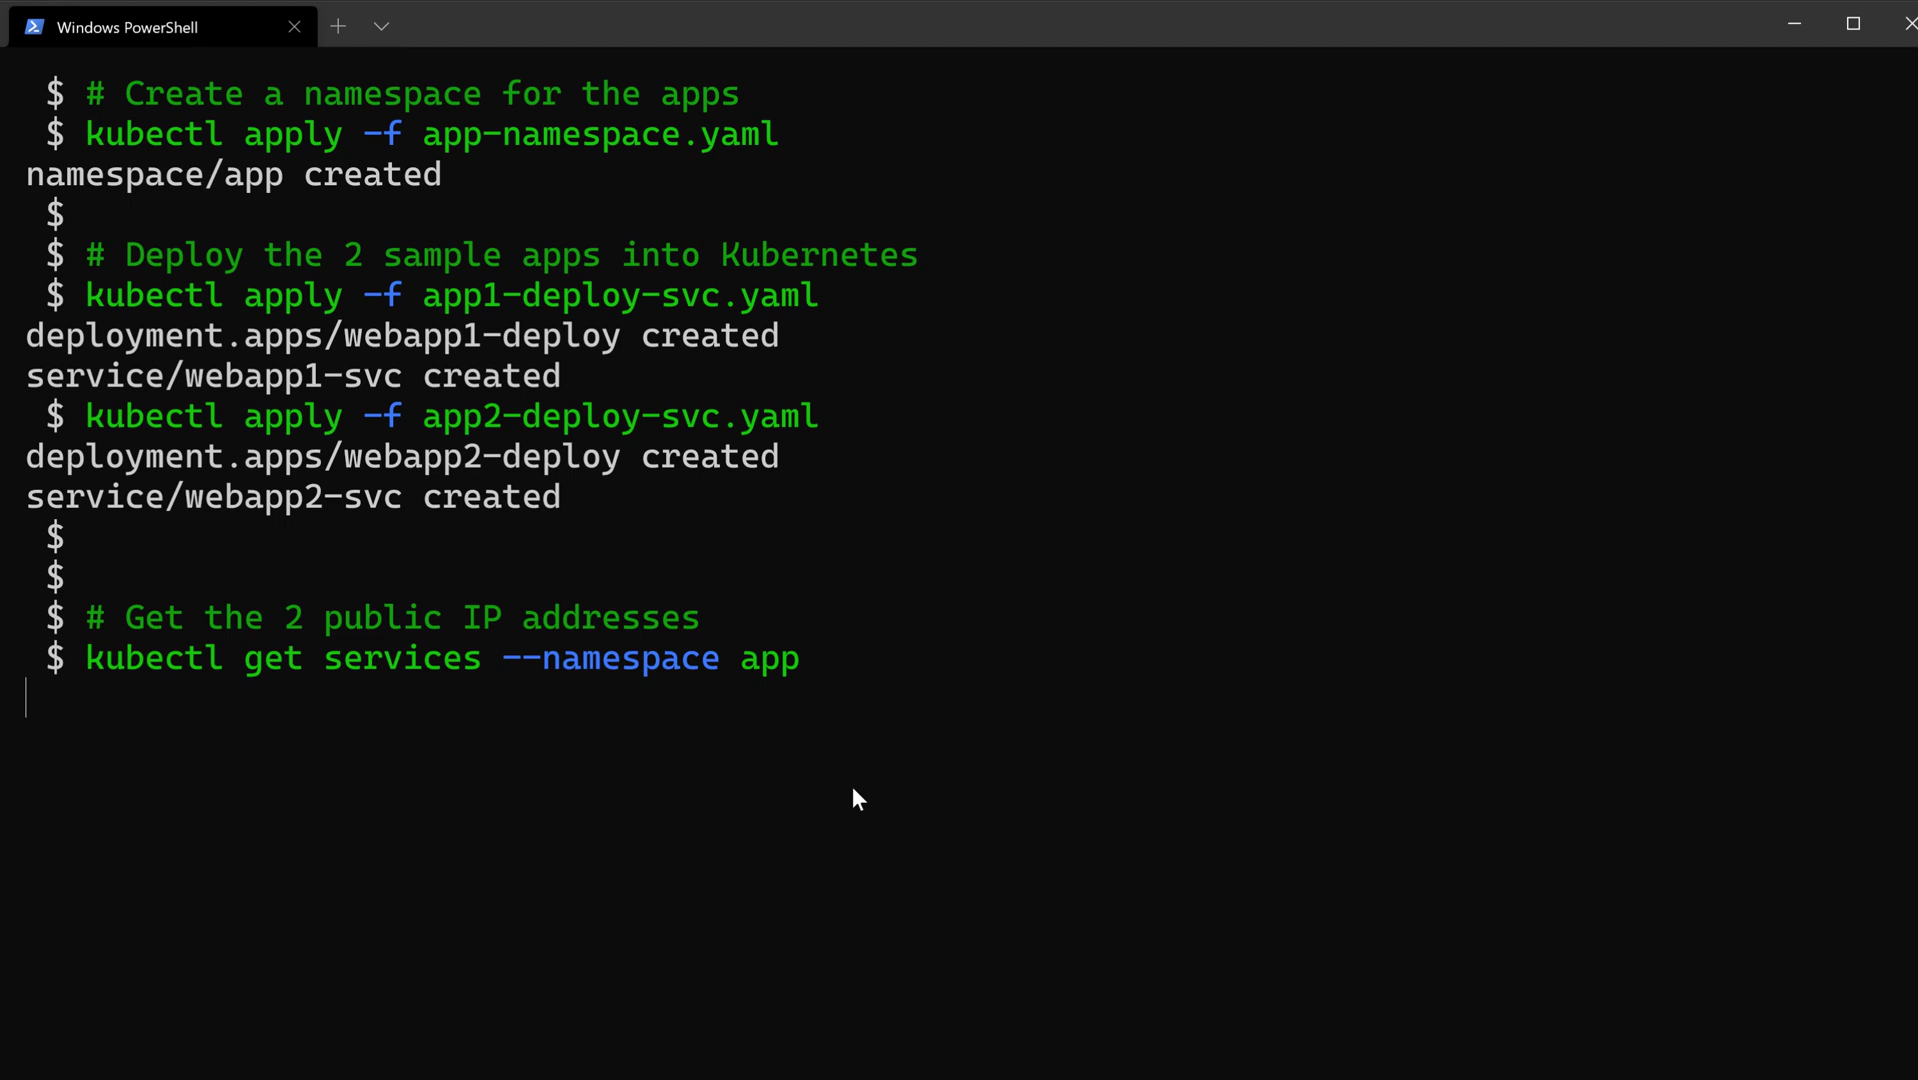 Windows PowerShell
$ # Create a namespace for the apps
$ kubectl apply -f app-namespace.yaml
namespace/app created
$
$ # Deploy the 2 sample apps into Kubernetes
$ kubectl apply -f app1-deploy-svc.yaml
deployment.apps/webapp1-deploy created
service/webapp1-svc created
$ kubectl apply -f app2-deploy-svc.yaml
deployment.apps/webapp2-deploy created
service/webapp2-svc created
$
$
$ # Get the 2 public IP addresses
$ kubectl get services --namespace app